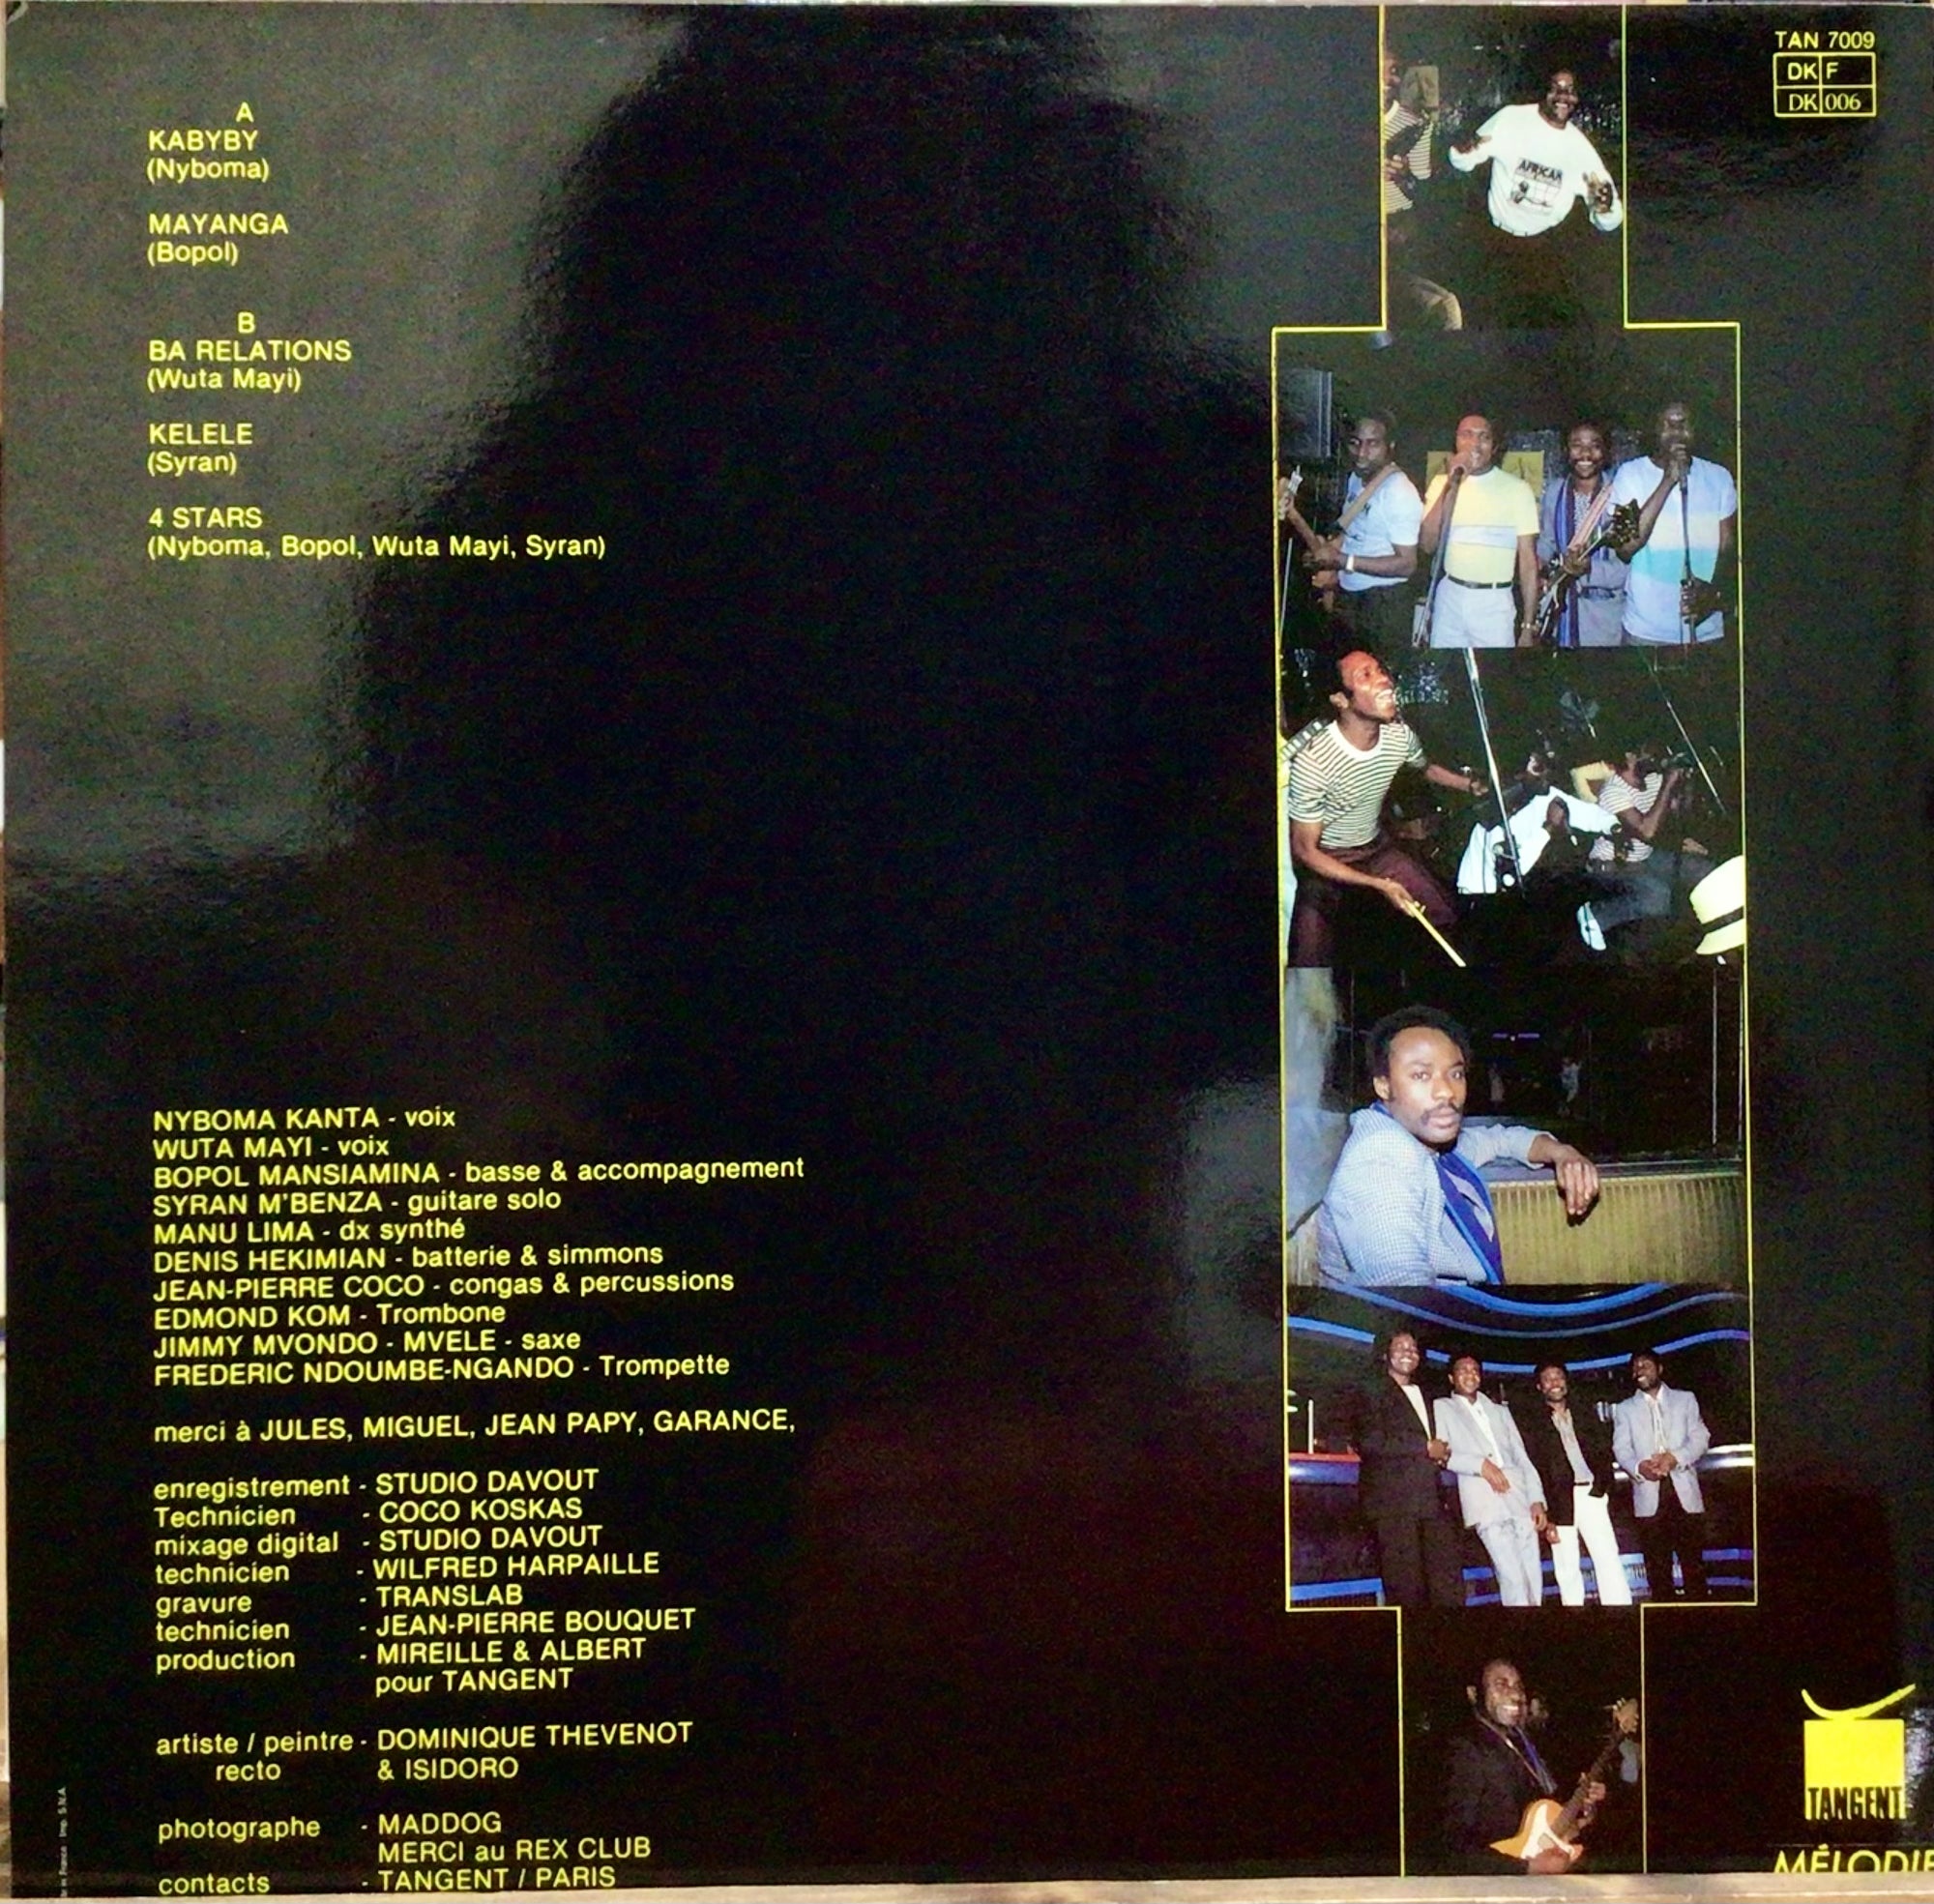 A
KABYBY
(Nyboma)
MAYANGA
(Bopol)
B
BA RELATIONS
(Wuta Mayi)
KELELE
(Syran)
4 STARS
(Nyboma, Bopol, Wuta Mayi, Syran)
NYBOMA KANTA - voix
WUTA MAYI - voix
BOPOL MANSIAMINA - basse & accompagnement
SYRAN M'BENZA - guitare solo
MANU LIMA - dx synthé
DENIS HEKIMIAN - batterie & simmons
JEAN-PIERRE COCO - congas & percussions
EDMOND KOM - Trombone
JIMMY MVONDO - MVELE - saxe
FREDERIC NDOUMBE-NGANDO - Trompette
merci à JULES, MIGUEL, JEAN PAPY, GARANCE,
enregistrement - STUDIO DAVOUT
Technicien - COCO KOSKAS
mixage digital - STUDIO DAVOUT
technicien - WILFRED HARPAILLE
gravure - TRANSLAB
technicien - JEAN-PIERRE BOUQUET
production - MIREILLE & ALBERT
pour TANGENT
artiste / peintre - DOMINIQUE THEVENOT
recto & ISIDORO
photographe - MADDOG
MERCI au REX CLUB
contacts - TANGENT / PARIS
TAN 7009
DK F
DK 006
AFRICAN
TANGENT
MÉLODIE
France - Imp. S.N.A.